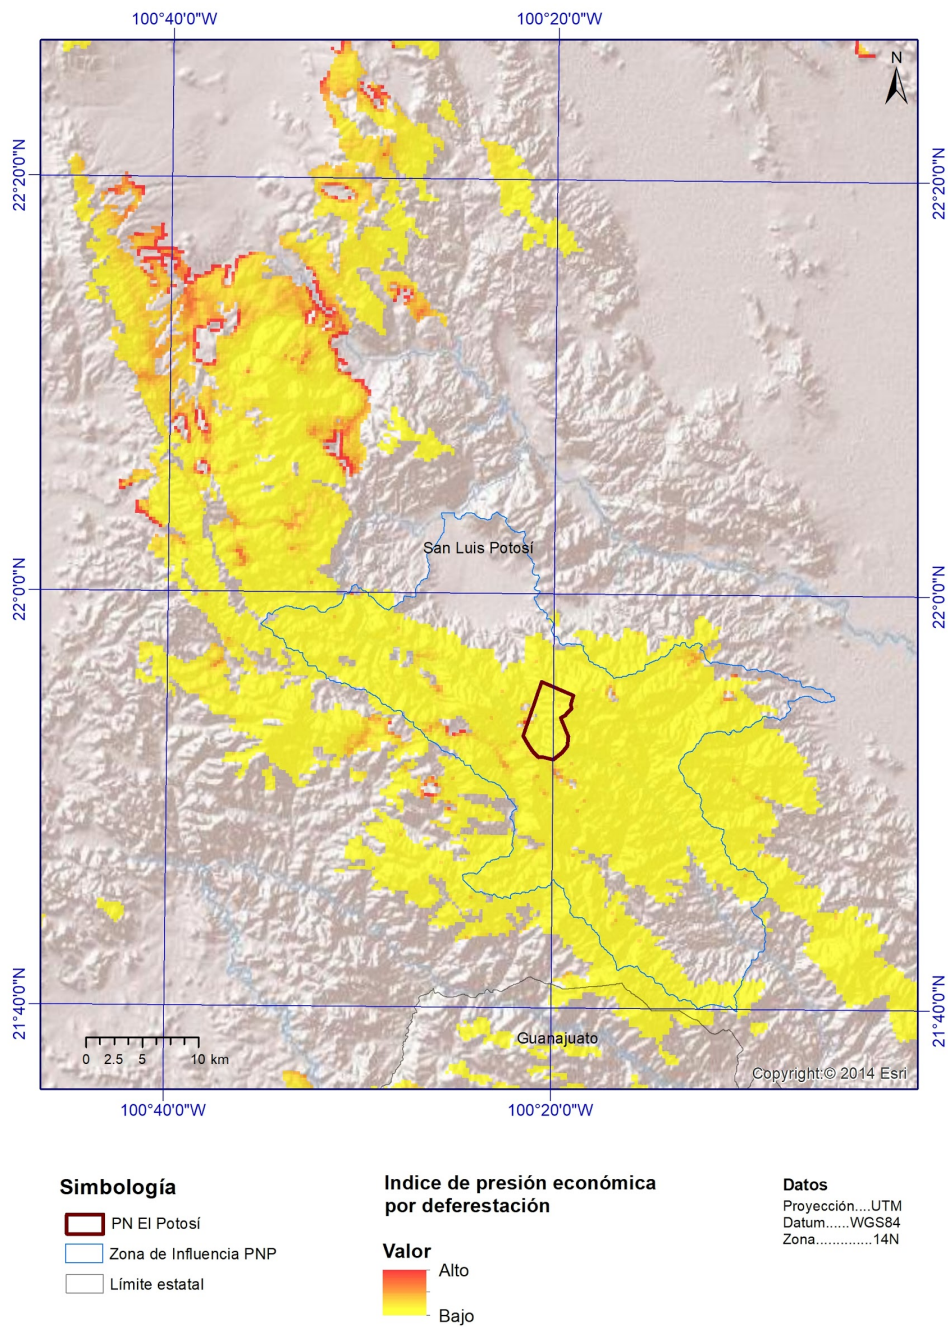 100°40'0"W
100°20'0"W
N
22°20'0"N
22°20'0"N
San Luis Potosí
22°0'0"N
22°0'0"N
21°40'0"N
21°40'0"N
Guanajuato
0 2.5 5 10 km
Copyright:© 2014 Esri
100°40'0"W
100°20'0"W
Simbología
PN El Potosí
Zona de Influencia PNP
Límite estatal
Indice de presión económica
por deferestación
Valor
Alto
Bajo
Datos
Proyección....UTM
Datum......WGS84
Zona..............14N